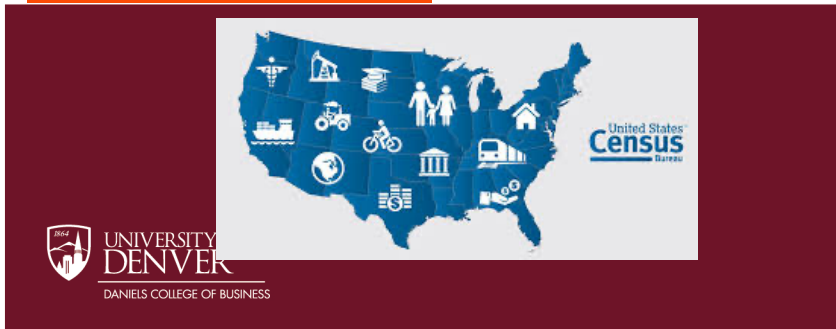 United States
Census
Bureau
1864
UNIVERSITY
DENVER
DANIELS COLLEGE OF BUSINESS